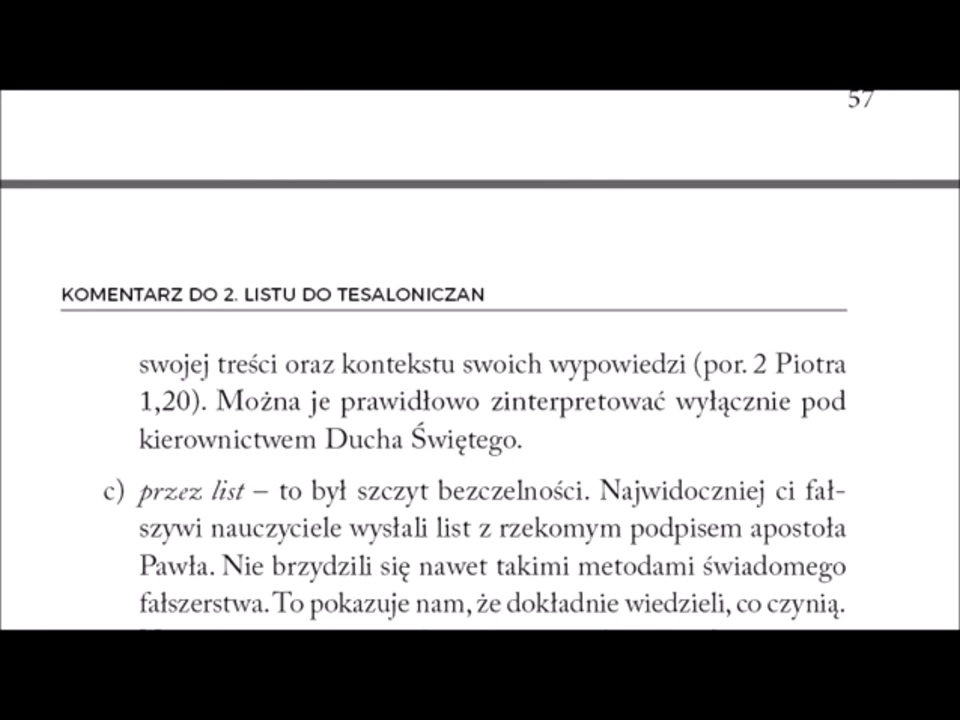 57
KOMENTARZ DO 2. LISTU DO TESALONICZAN
swojej treści oraz kontekstu swoich wypowiedzi (por. 2 Piotra
1,20). Można je prawidłowo zinterpretować wyłącznie pod
kierownictwem Ducha Świętego.
c) przez list – to był szczyt bezczelności. Najwidoczniej ci fał-
szywi nauczyciele wysłali list z rzekomym podpisem apostoła
Pawła. Nie brzydzili się nawet takimi metodami świadomego
fałszerstwa. To pokazuje nam, że dokładnie wiedzieli, co czynią.